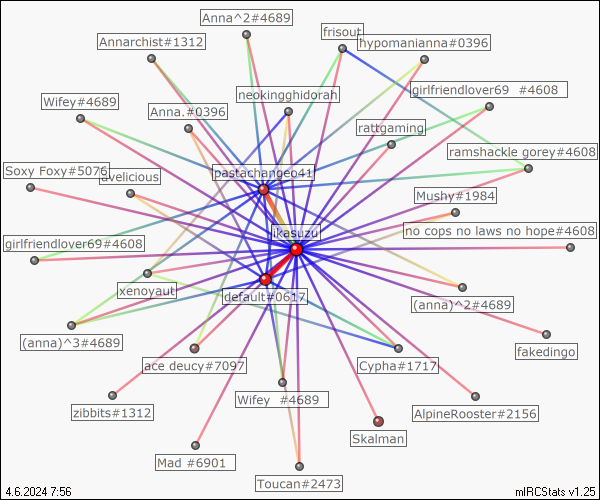 Anna^2#4689
frisout
Annarchist#1312
hypomanianna#0396
girlfriendlover69 #4608
neokingghidorah
Wifey#4689
Anna.#0396
rattgaming
ramshackle gorey#4608
Soxy Foxy#5076
avelicious
pastachangeo41
Mushy#1984
ikasuzu
no cops no laws no hope#4608
girlfriendlover69#4608
xenoyaut
default#0617
(anna)^2#4689
(anna)^3#4689
fakedingo
ace deucy#7097
Cypha#1717
Wifey #4689
zibbits#1312
AlpineRooster#2156
Skalman
Mad #6901
Toucan#2473
4.6.2024 7:56
mIRCStats v1.25